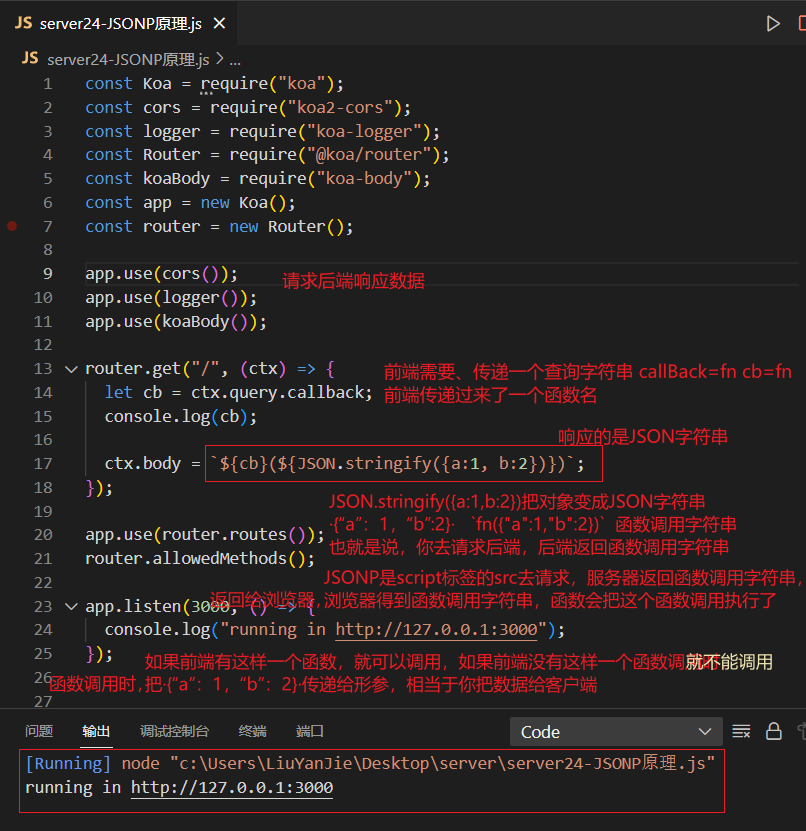 JS server24-JSONP原理.js ×
JS server24-JSONP原理.js > ...
1 const Koa = require("koa");
2 const cors = require("koa2-cors");
3 const logger = require("koa-logger");
4 const Router = require("@koa/router");
5 const koaBody = require("koa-body");
6 const app = new Koa();
7 const router = new Router();
8
9 app.use(cors());
请求后端响应数据
10 app.use(logger());
11 app.use(koaBody());
12
13 router.get("/", (ctx) => {
前端需要、传递一个查询字符串 callBack=fn cb=fn
14 let cb = ctx.query.callback;
前端传递过来了一个函数名
15 console.log(cb);
16
响应的是JSON字符串
17 ctx.body = `${cb}(${JSON.stringify({a:1, b:2})})`;
18 });
JSON.stringify({a:1,b:2})把对象变成JSON字符串
19
·{“a”：1，“b”:2}· `fn({"a":1,"b":2})` 函数调用字符串
20 app.use(router.routes());
也就是说，你去请求后端，后端返回函数调用字符串
21 router.allowedMethods();
22
JSONP是script标签的src去请求，服务器返回函数调用字符串，
23 app.listen(3000, () => {
返回给浏览器，浏览器得到函数调用字符串，函数会把这个函数调用执行了
24 console.log("running in http://127.0.0.1:3000");
25 });
如果前端有这样一个函数，就可以调用，如果前端没有这样一个函数调用的就不能调用
26
函数调用时，把·{“a”：1，“b”：2}·传递给形参，相当于你把数据给客户端
27
问题 输出 调试控制台 终端 端口 Code
[Running] node "c:\Users\LiuYanJie\Desktop\server\server24-JSONP原理.js"
running in http://127.0.0.1:3000